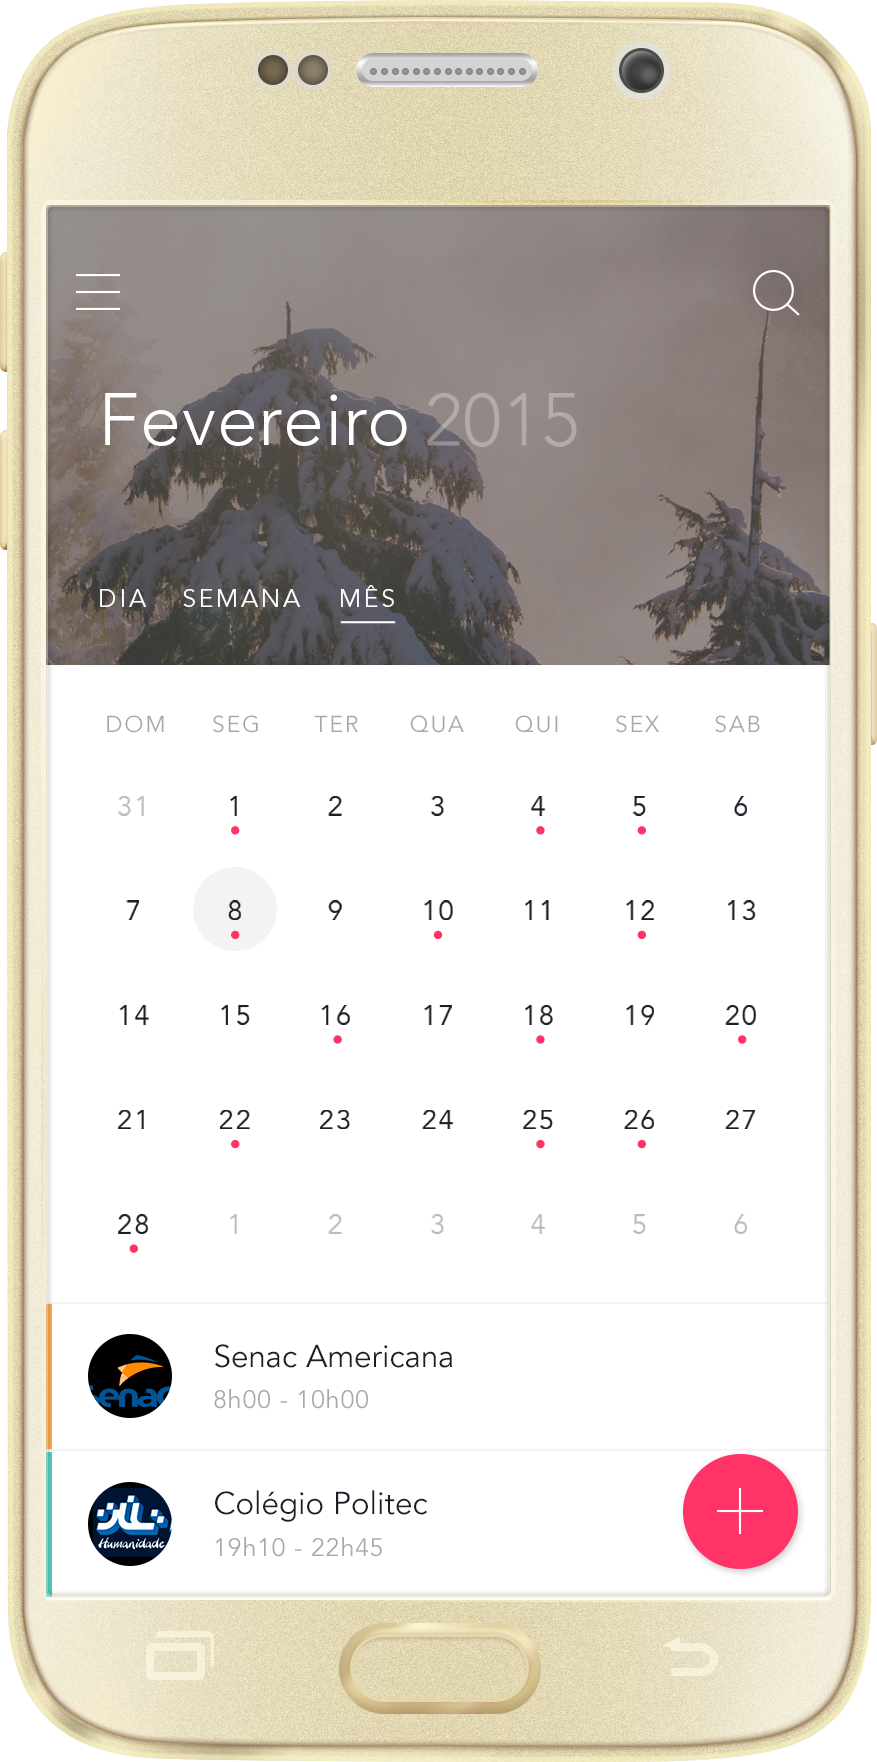 Fevereiro 2015
DIA SEMANA MÊS
DOM SEG TER QUA QUI SEX SAB
31 1 2 3 4 5 6
7 8 9 10 11 12 13
14 15 16 17 18 19 20
21 22 23 24 25 26 27
28 1 2 3 4 5 6
Senac
Senac Americana
8h00 - 10h00
Humanidade
Colégio Politec
19h10 - 22h45